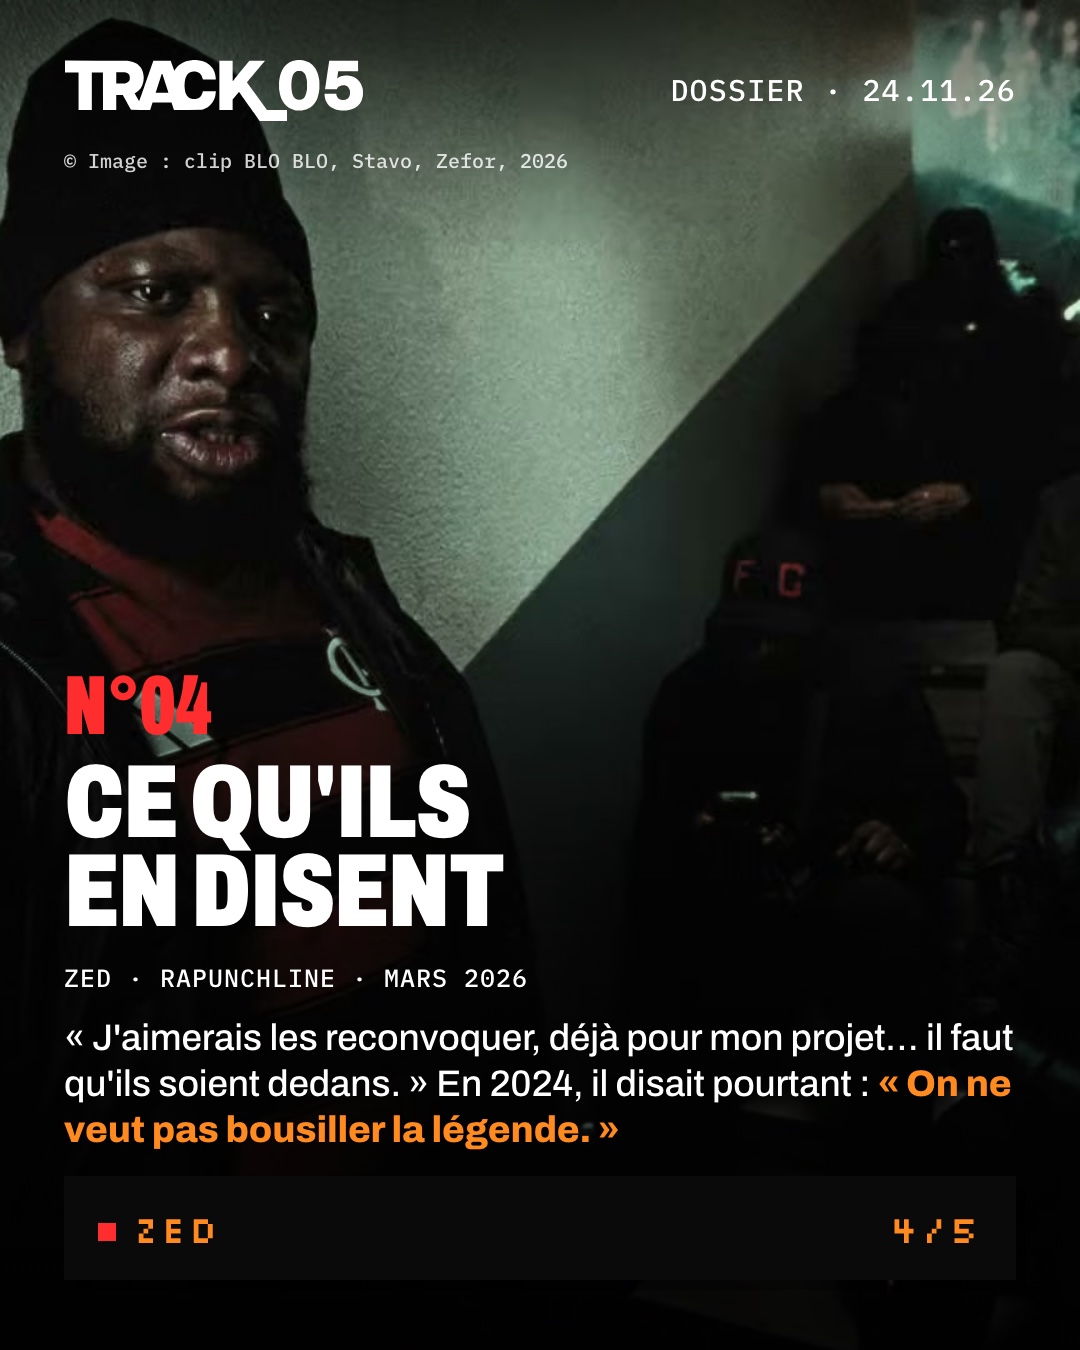 TRACK_05
DOSSIER · 24.11.26
© Image : clip BLO BLO, Stavo, Zefor, 2026
F G
N°04
CE QU'ILS
EN DISENT
ZED · RAPUNCHLINE · MARS 2026
« J'aimerais les reconvoquer, déjà pour mon projet… il faut
qu'ils soient dedans. » En 2024, il disait pourtant : « On ne
veut pas bousiller la légende. »
ZED
4/5